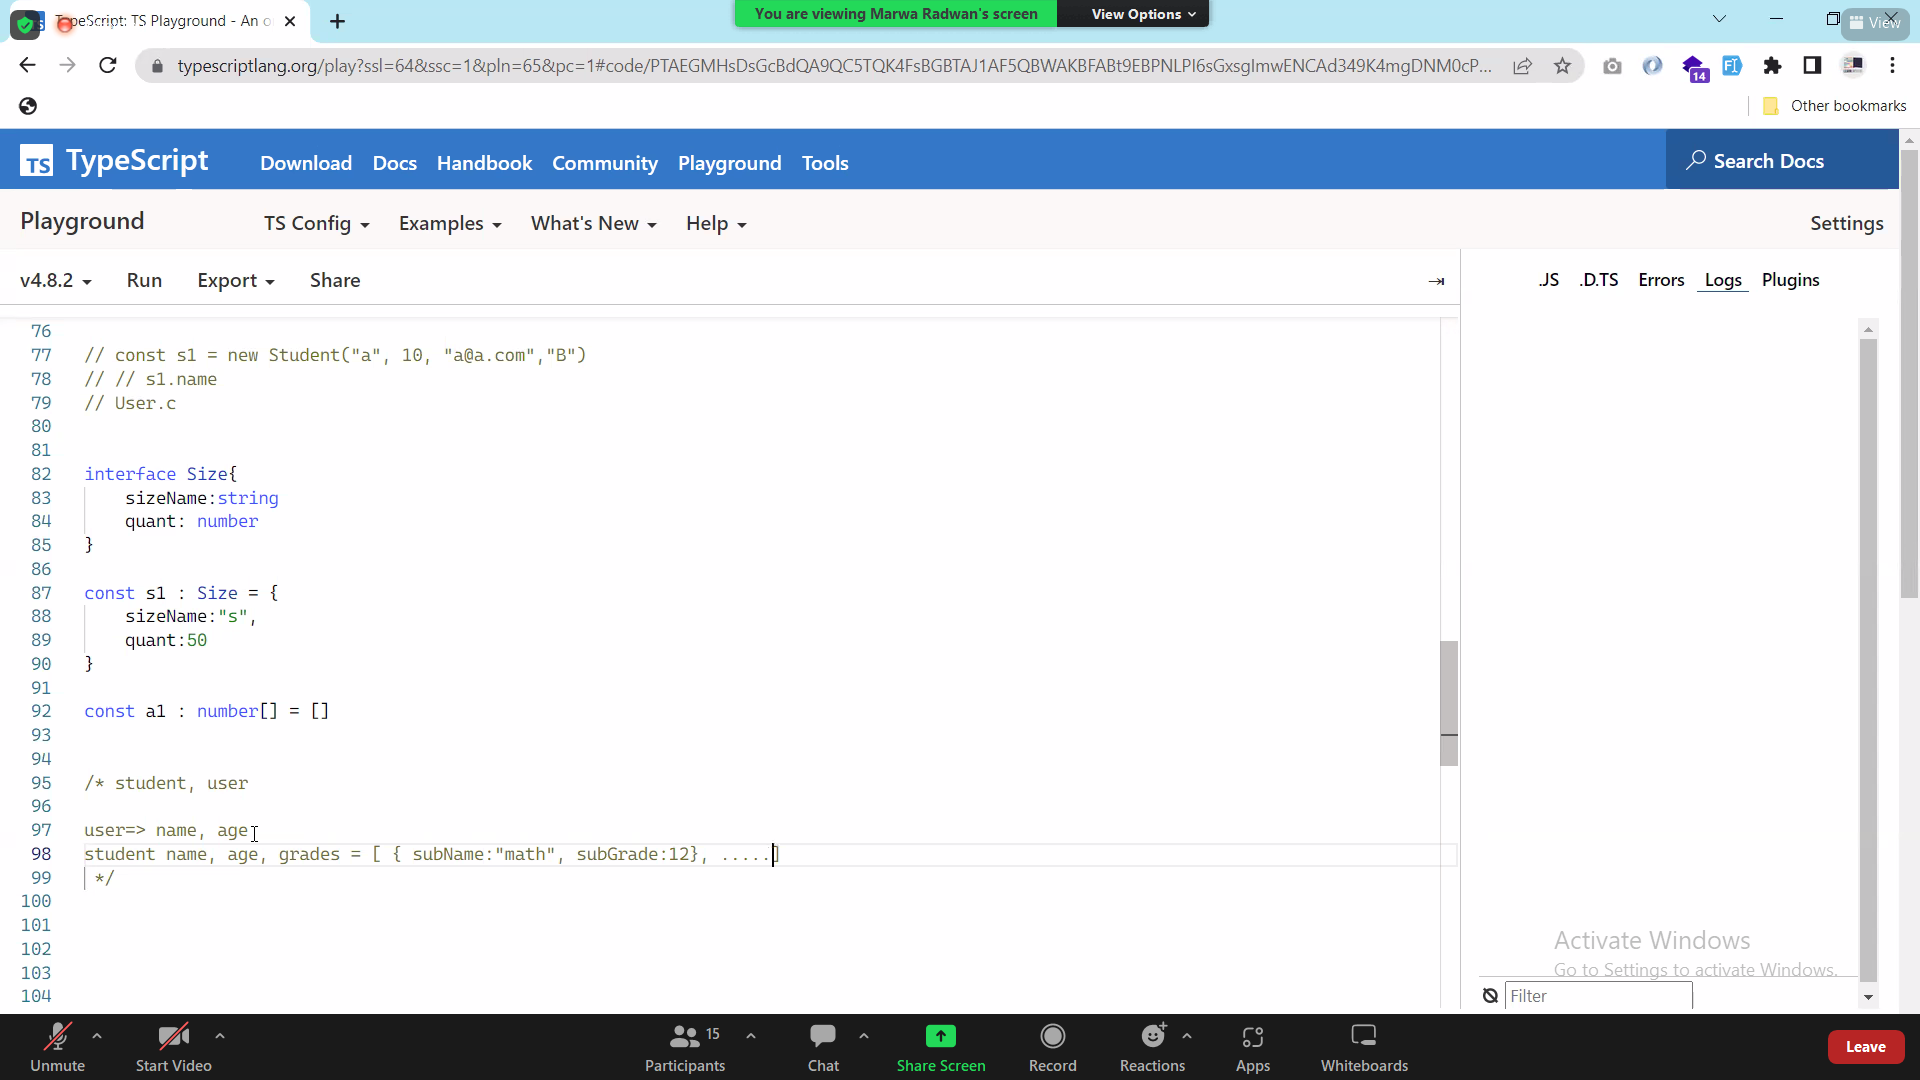 TypeScript: TS Playground - An o
You are viewing Marwa Radwan's screen
View Options
View
typescriptlang.org/play?ssl=64&ssc=1&pln=65&pc=1#code/PTAEGMHsDsGcBdQA9QC5TQK4FsBGBTAJ1AF5QBWAKBFABt9EBPNLPI6sGxsgImwENCAd349K4mgDNM0cP...
14
Other bookmarks
TS TypeScript
Download Docs Handbook Community Playground Tools
Search Docs
Playground
TS Config Examples What's New Help
Settings
v4.8.2 Run Export Share
.JS .D.TS Errors Logs Plugins
76
77 // const s1 = new Student("a", 10, "a@a.com","B")
78 // // s1.name
79 // User.c
80
81
82 interface Size{
83 sizeName:string
84 quant: number
85 }
86
87 const s1 : Size = {
88 sizeName:"s",
89 quant:50
90 }
91
92 const a1 : number[] = []
93
94
95 /* student, user
96
97 user=> name, age
98 student name, age, grades = [ { subName:"math", subGrade:12}, .....]
99 */
100
101
102
103
104
Activate Windows
Go to Settings to activate Windows.
Filter
Unmute
Start Video
15
Participants
Chat
Share Screen
Record
Reactions
Apps
Whiteboards
Leave